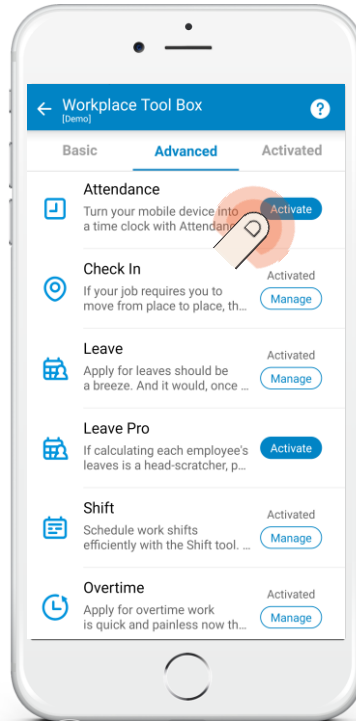 Workplace Tool Box
[Demo]
Basic
Advanced
Activated
Attendance
Turn your mobile device into
a time clock with Attendanc
Activate
Check In
If your job requires you to
move from place to place, th...
Activated
Manage
Leave
Apply for leaves should be
a breeze. And it would, once ...
Activated
Manage
Leave Pro
If calculating each employee's
leaves is a head-scratcher, p...
Activate
Shift
Schedule work shifts
efficiently with the Shift tool. ...
Activated
Manage
Overtime
Apply for overtime work
is quick and painless now th...
Activated
Manage